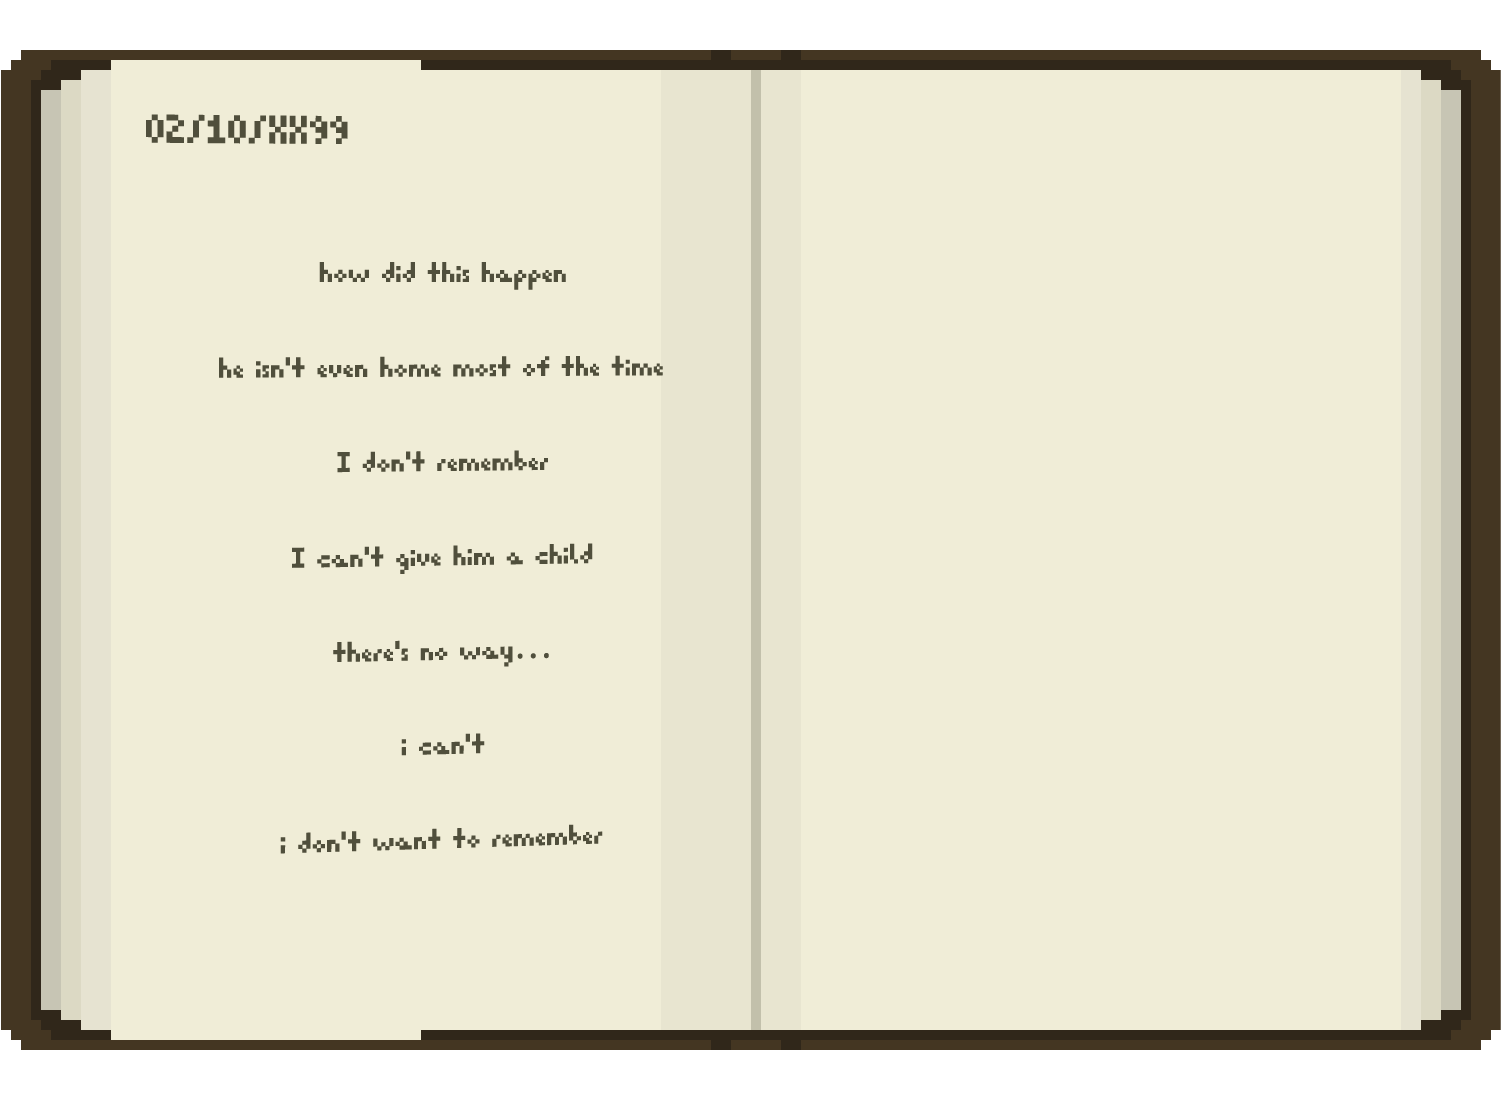 02/10/XX99
how did this happen
he isn't even home most of the time
I don't remember
I can't give him a child
there's no way...
i can't
i don't want to remember